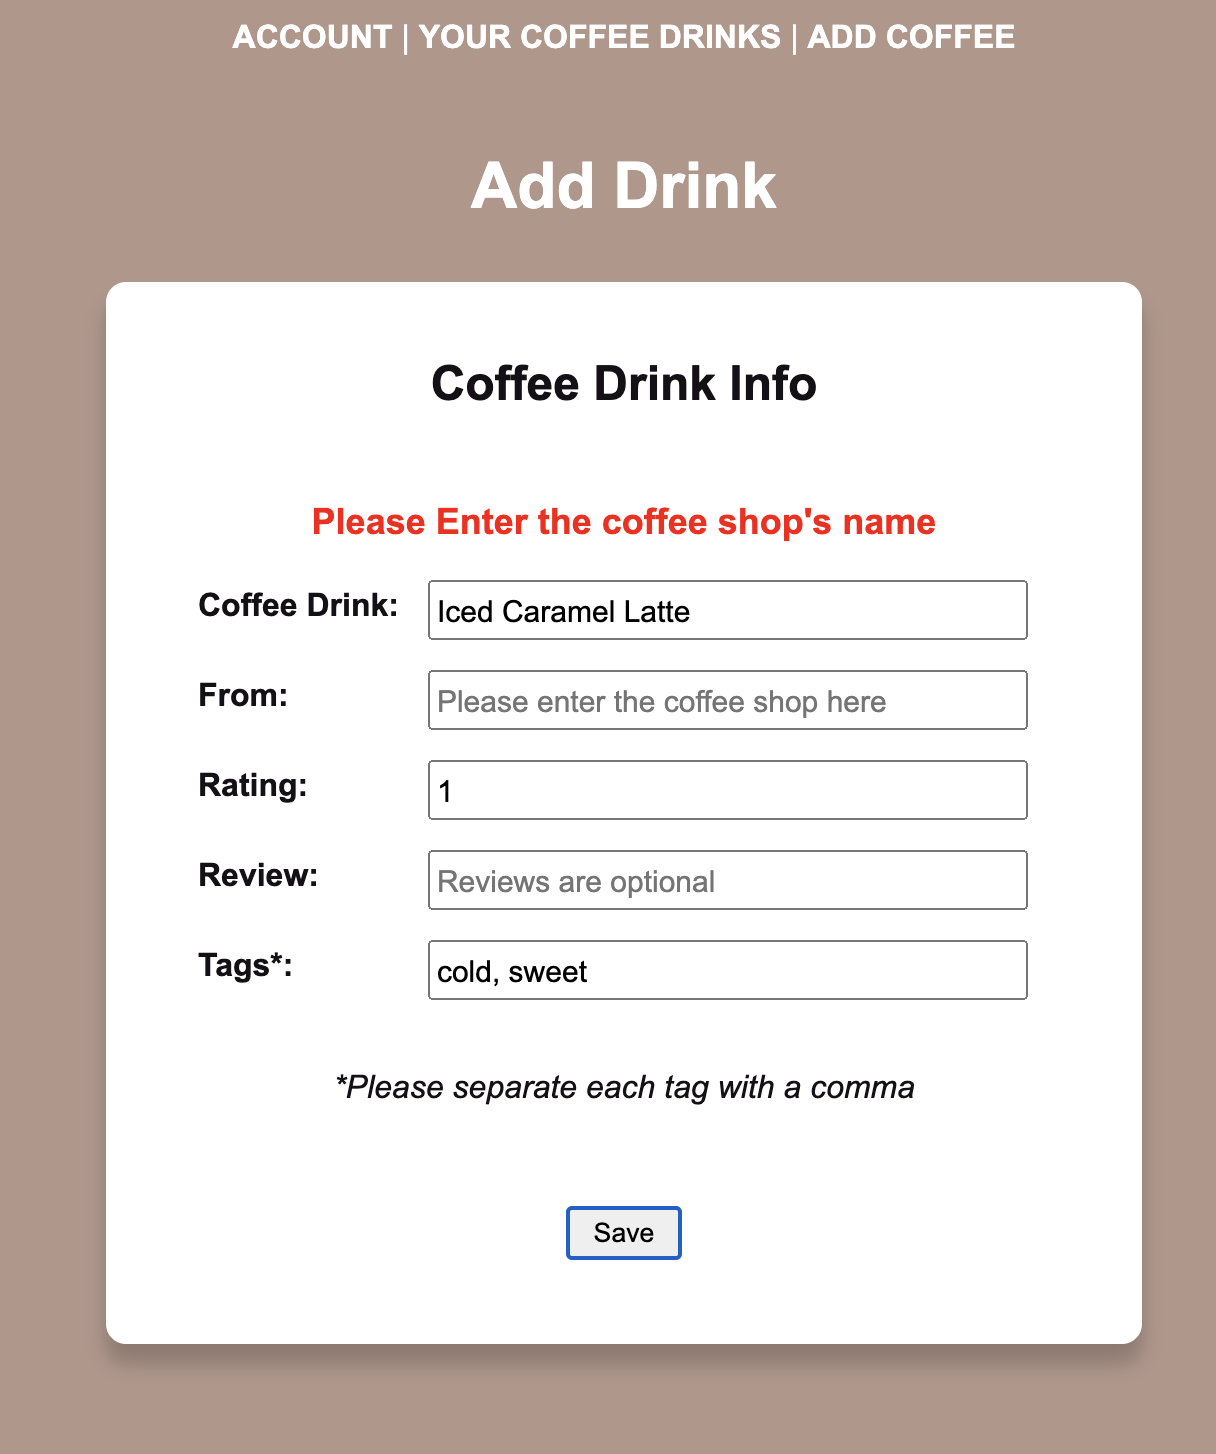 ACCOUNT | YOUR COFFEE DRINKS | ADD COFFEE
Add Drink
Coffee Drink Info
Please Enter the coffee shop's name
Coffee Drink: Iced Caramel Latte
From: Please enter the coffee shop here
Rating: 1
Review: Reviews are optional
Tags*: cold, sweet
*Please separate each tag with a comma
Save